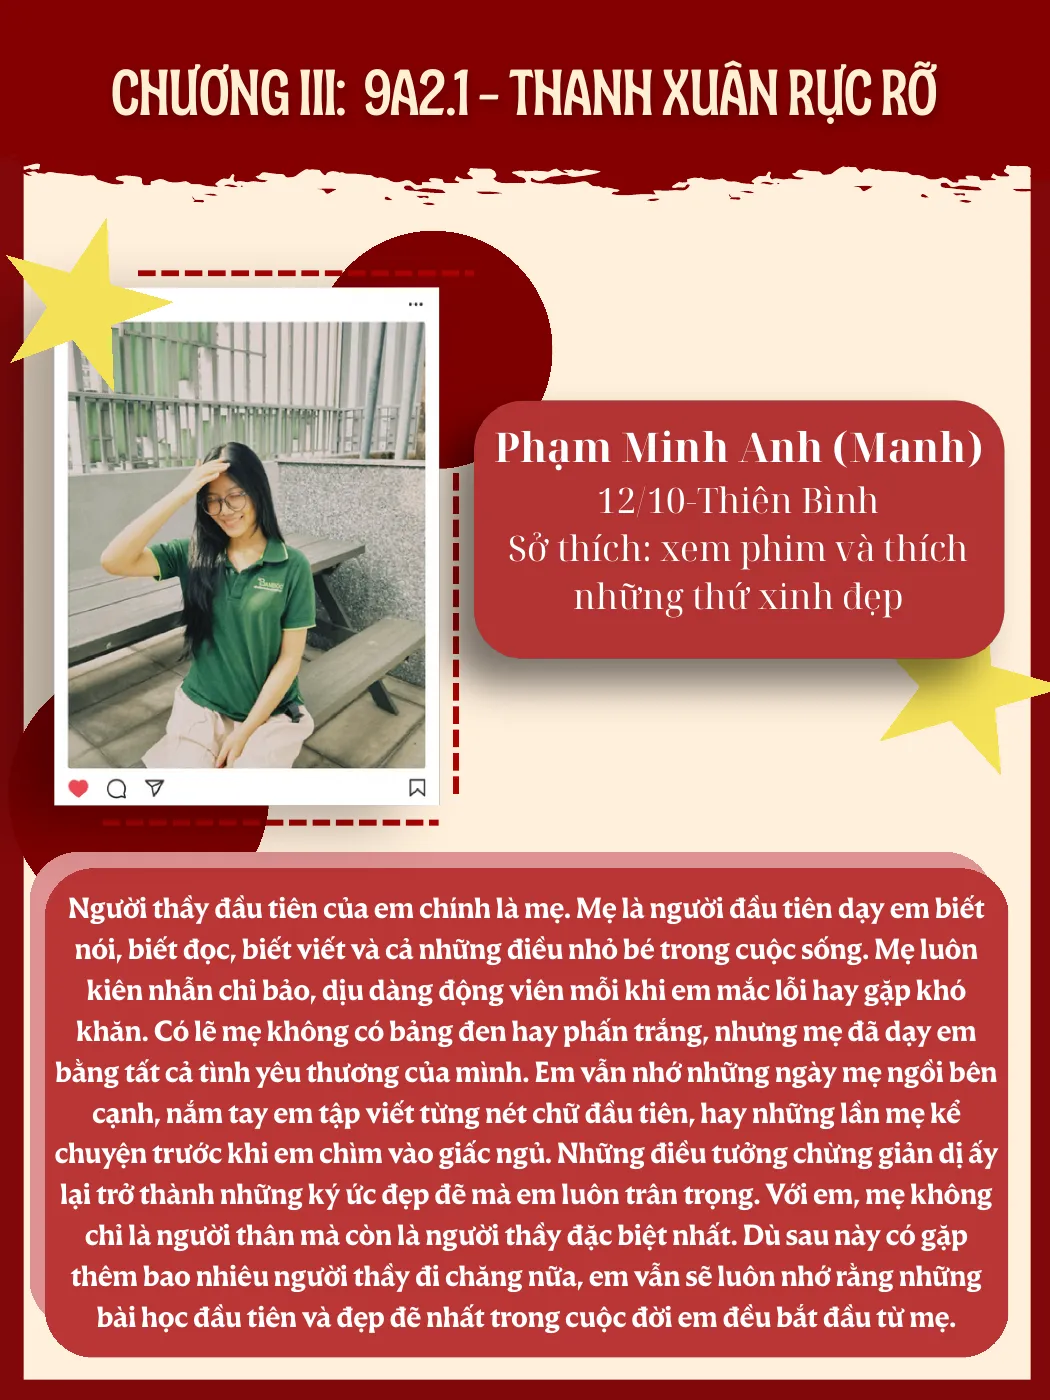 CHƯƠNG III: 9A2.1 – THANH XUÂN RỰC RỠ
Phạm Minh Anh (Manh)
12/10-Thiên Bình
Sở thích: xem phim và thích
những thứ xinh đẹp
Người thầy đầu tiên của em chính là mẹ. Mẹ là người đầu tiên dạy em biết
nói, biết đọc, biết viết và cả những điều nhỏ bé trong cuộc sống. Mẹ luôn
kiên nhẫn chỉ bảo, dịu dàng động viên mỗi khi em mắc lỗi hay gặp khó
khăn. Có lẽ mẹ không có bảng đen hay phấn trắng, nhưng mẹ đã dạy em
bằng tất cả tình yêu thương của mình. Em vẫn nhớ những ngày mẹ ngồi bên
cạnh, nắm tay em tập viết từng nét chữ đầu tiên, hay những lần mẹ kể
chuyện trước khi em chìm vào giấc ngủ. Những điều tưởng chừng giản dị ấy
lại trở thành những ký ức đẹp đẽ mà em luôn trân trọng. Với em, mẹ không
chỉ là người thân mà còn là người thầy đặc biệt nhất. Dù sau này có gặp
thêm bao nhiêu người thầy đi chăng nữa, em vẫn sẽ luôn nhớ rằng những
bài học đầu tiên và đẹp đẽ nhất trong cuộc đời em đều bắt đầu từ mẹ.